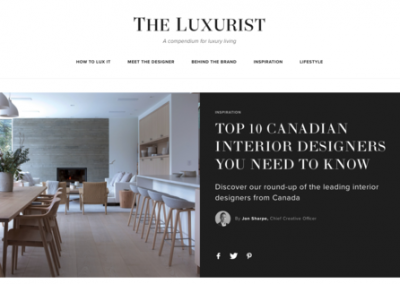 THE LUXURIST
A compendium for luxury living
HOW TO LUX IT MEET THE DESIGNER BEHIND THE BRAND INSPIRATION LIFESTYLE
INSPIRATION
TOP 10 CANADIAN
INTERIOR DESIGNERS
YOU NEED TO KNOW
Discover our round-up of the leading interior
designers from Canada
By Jon Sharpe, Chief Creative Officer